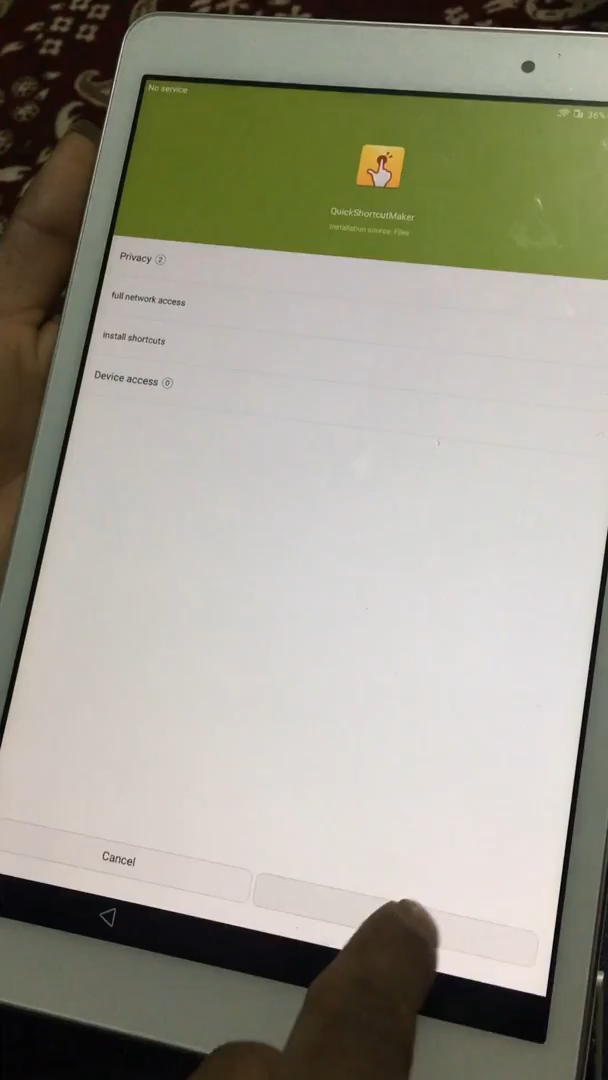 No service
36%
QuickShortcutMaker
Installation source: Files
Privacy 2
full network access
install shortcuts
Device access 0
Cancel